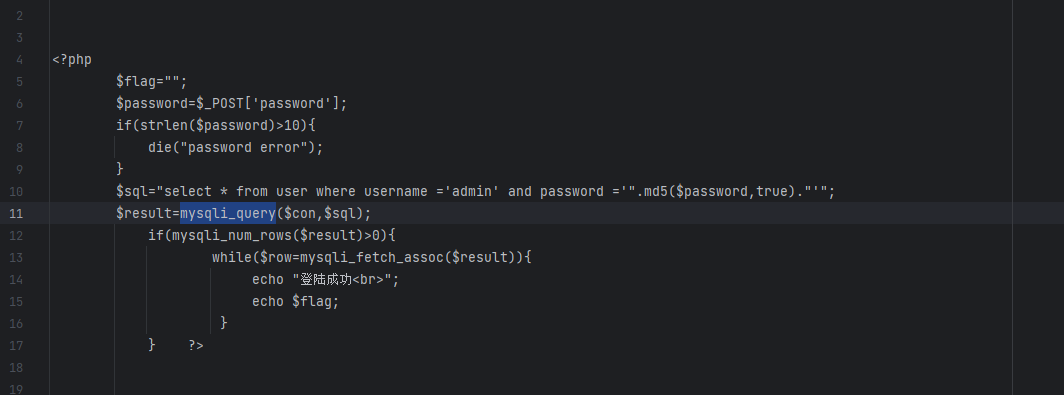 2
3
4 <?php
5 $flag="";
6 $password=$_POST['password'];
7 if(strlen($password)>10){
8 die("password error");
9 }
10 $sql="select * from user where username ='admin' and password ='".md5($password,true)."'";
11 $result=mysqli_query($con,$sql);
12 if(mysqli_num_rows($result)>0){
13 while($row=mysqli_fetch_assoc($result)){
14 echo "登陆成功<br>";
15 echo $flag;
16 }
17 } ?>
18
19